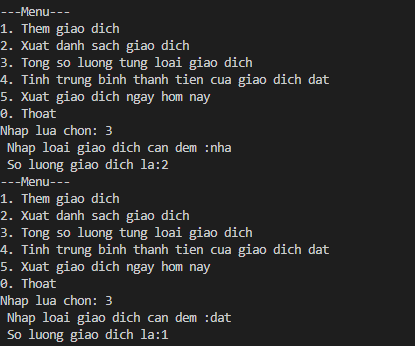 ---Menu---
1. Them giao dich
2. Xuat danh sach giao dich
3. Tong so luong tung loai giao dich
4. Tinh trung binh thanh tien cua giao dich dat
5. Xuat giao dich ngay hom nay
0. Thoat
Nhap lua chon: 3
 Nhap loai giao dich can dem :nha
 So luong giao dich la:2
---Menu---
1. Them giao dich
2. Xuat danh sach giao dich
3. Tong so luong tung loai giao dich
4. Tinh trung binh thanh tien cua giao dich dat
5. Xuat giao dich ngay hom nay
0. Thoat
Nhap lua chon: 3
 Nhap loai giao dich can dem :dat
 So luong giao dich la:1